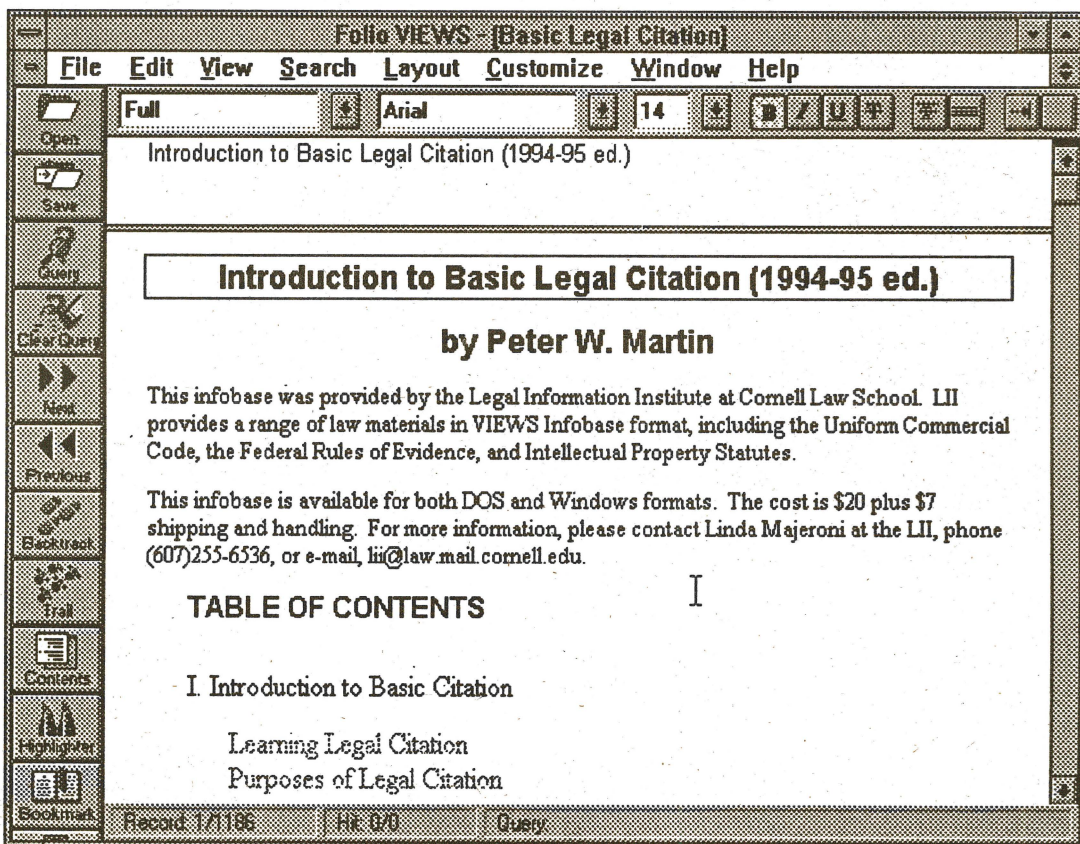 Folio VIEWS - [Basic Legal Citation]
File Edit View Search Layout Customize Window Help
Full Arial 14 B I U
Open
Introduction to Basic Legal Citation (1994-95 ed.)
Save
Query
Introduction to Basic Legal Citation (1994-95 ed.)
Clear Query
by Peter W. Martin
Next
This infobase was provided by the Legal Information Institute at Cornell Law School. LII
provides a range of law materials in VIEWS Infobase format, including the Uniform Commercial
Code, the Federal Rules of Evidence, and Intellectual Property Statutes.
Previous
This infobase is available for both DOS and Windows formats. The cost is $20 plus $7
shipping and handling. For more information, please contact Linda Majeroni at the LII, phone
(607)255-6536, or e-mail, lii@law.mail.cornell.edu.
Backtrack
Trail
TABLE OF CONTENTS
Contents
I. Introduction to Basic Citation
Highlighter
Learning Legal Citation
Purposes of Legal Citation
Bookmark
Record: 1/1186 Hit: 0/0 Query: